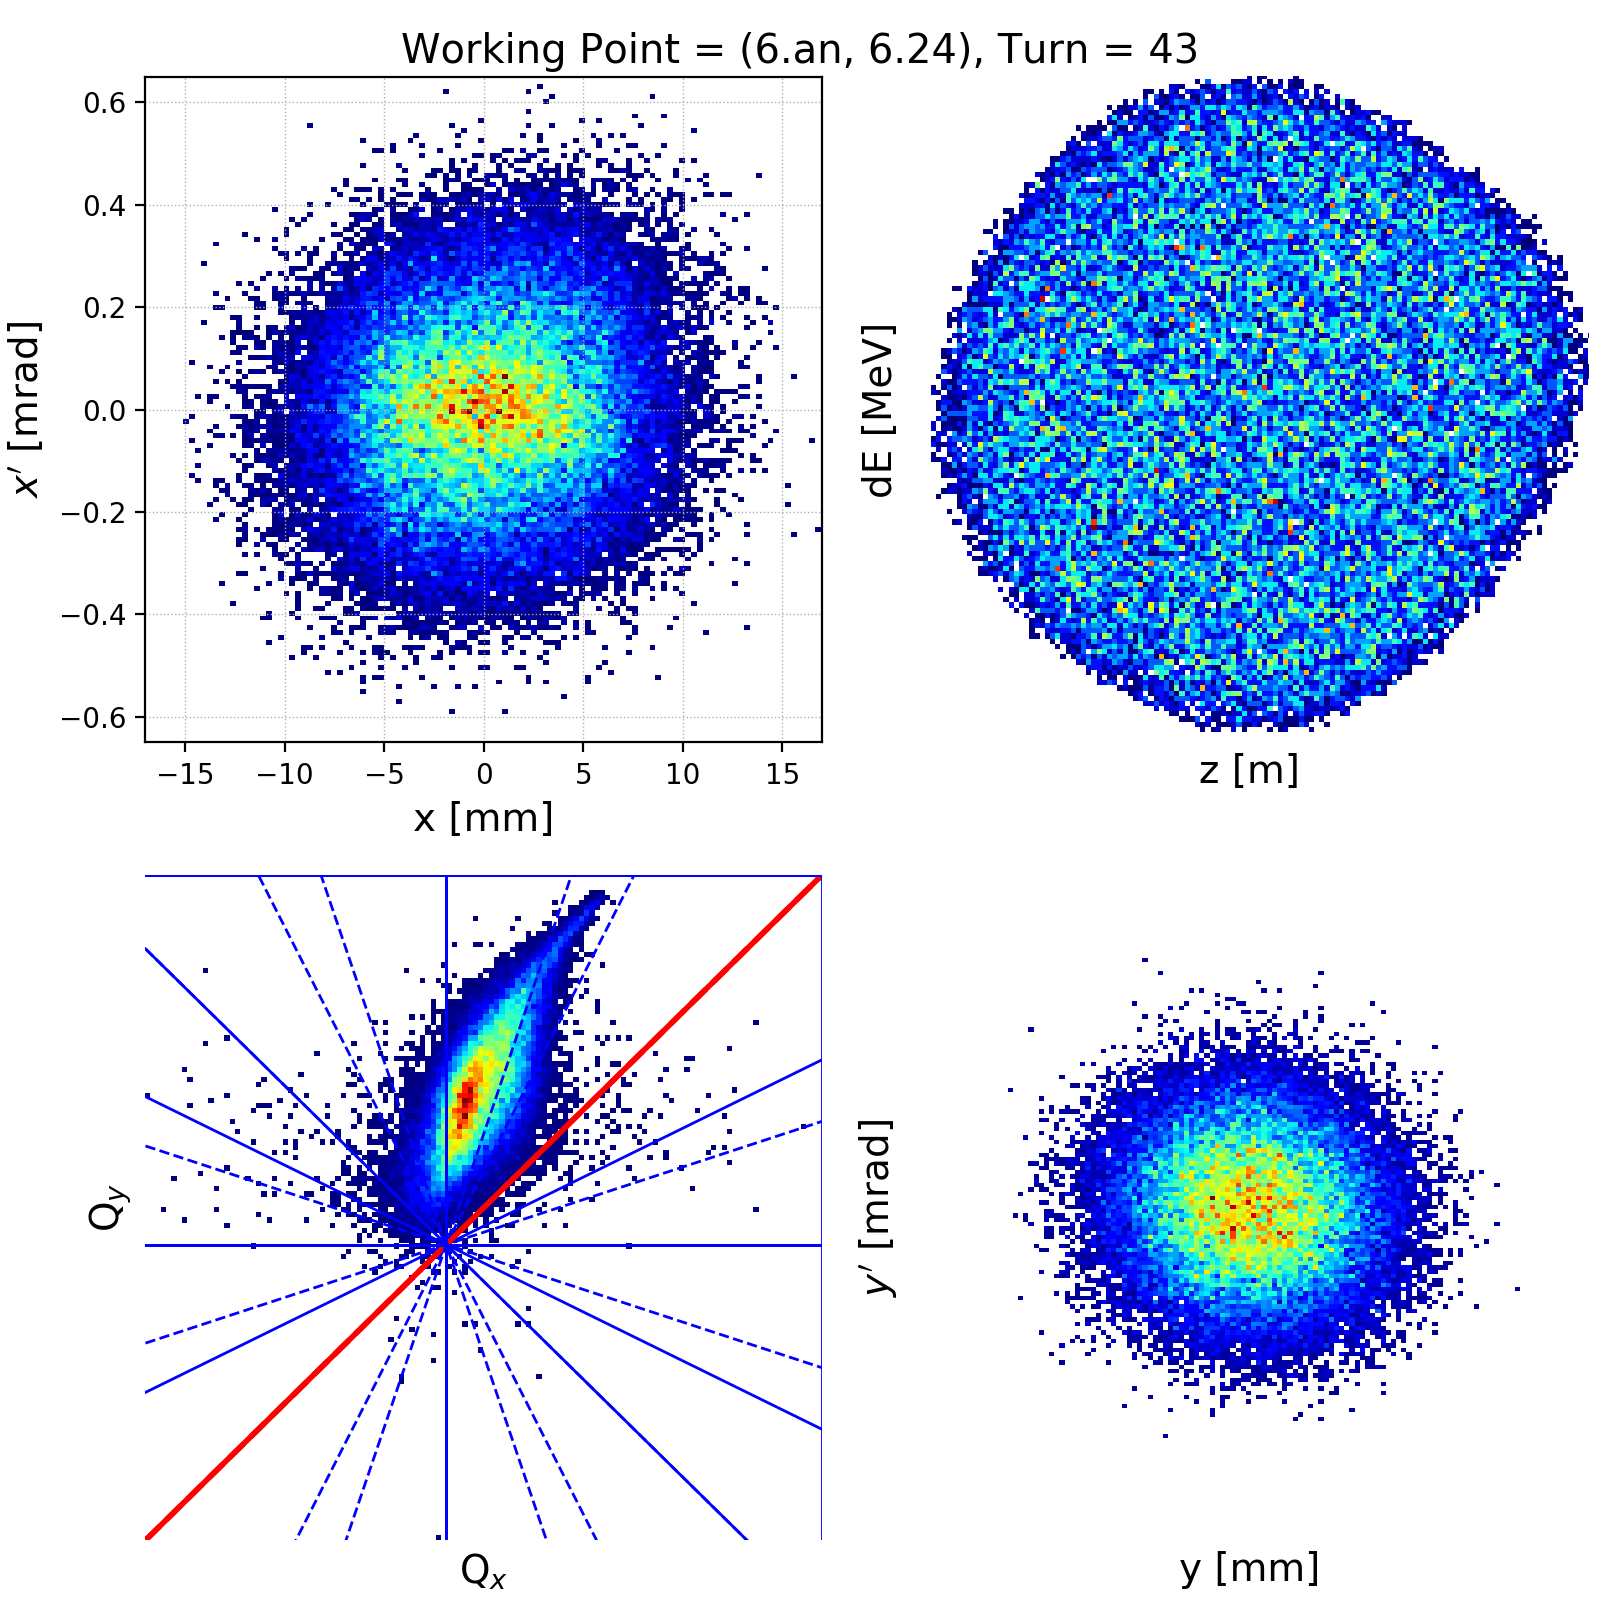 Working Point = (6.an, 6.24), Turn = 43
0.6
0.4
0.2
0.0
−0.2
−0.4
−0.6
x′ [mrad]
−15 −10 −5 0 5 10 15
x [mm]
dE [MeV]
z [m]
Qy
Qx
y′ [mrad]
y [mm]